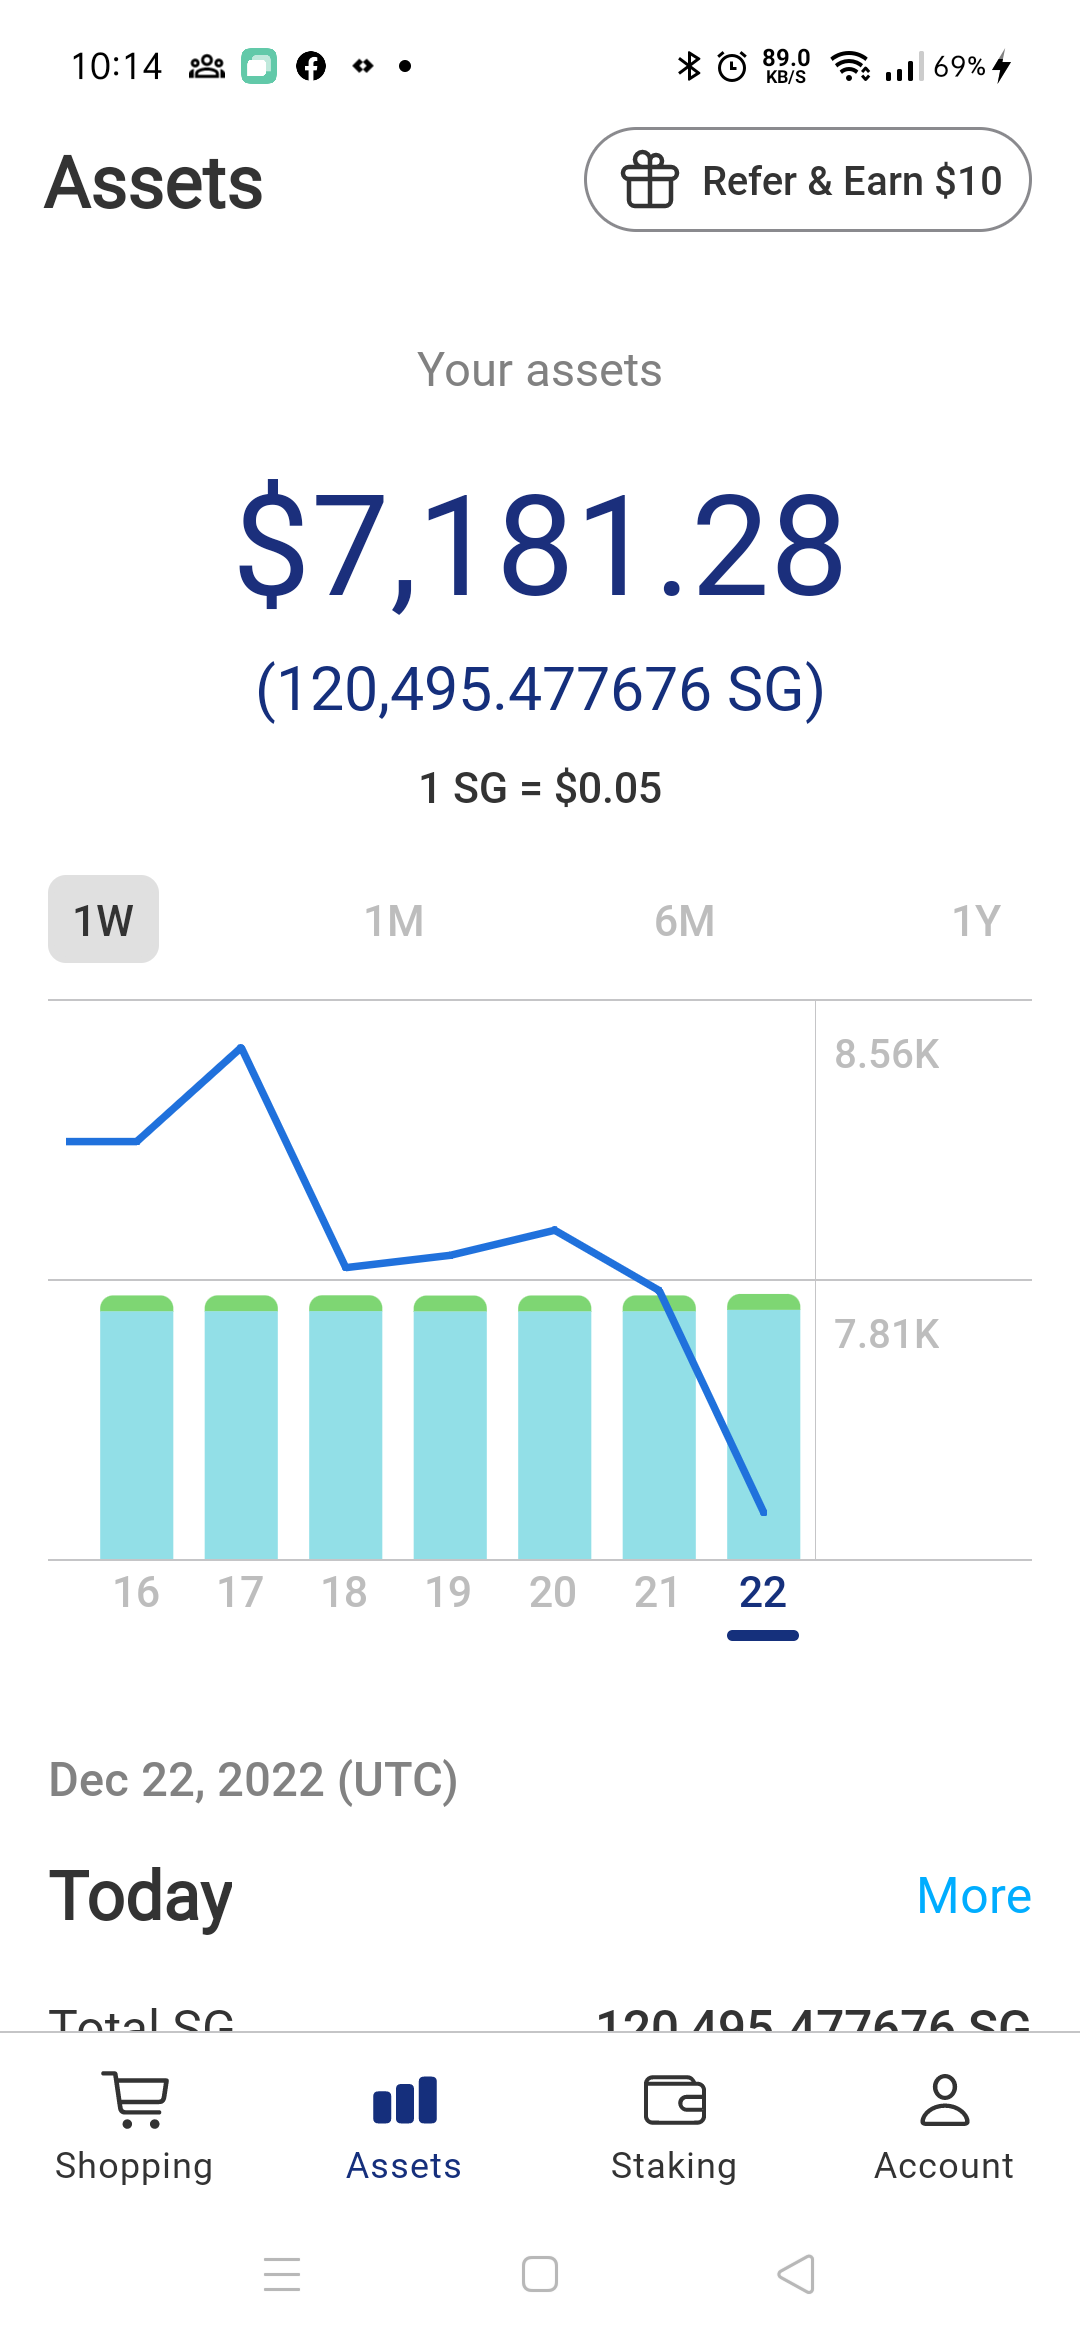 10:14 89.0 KB/S 69%
Assets
Refer & Earn $10
Your assets
$7,181.28
(120,495.477676 SG)
1 SG = $0.05
1W 1M 6M 1Y
8.56K
7.81K
16 17 18 19 20 21 22
Dec 22, 2022 (UTC)
Today More
Total SG 120,495.477676 SG
Shopping Assets Staking Account